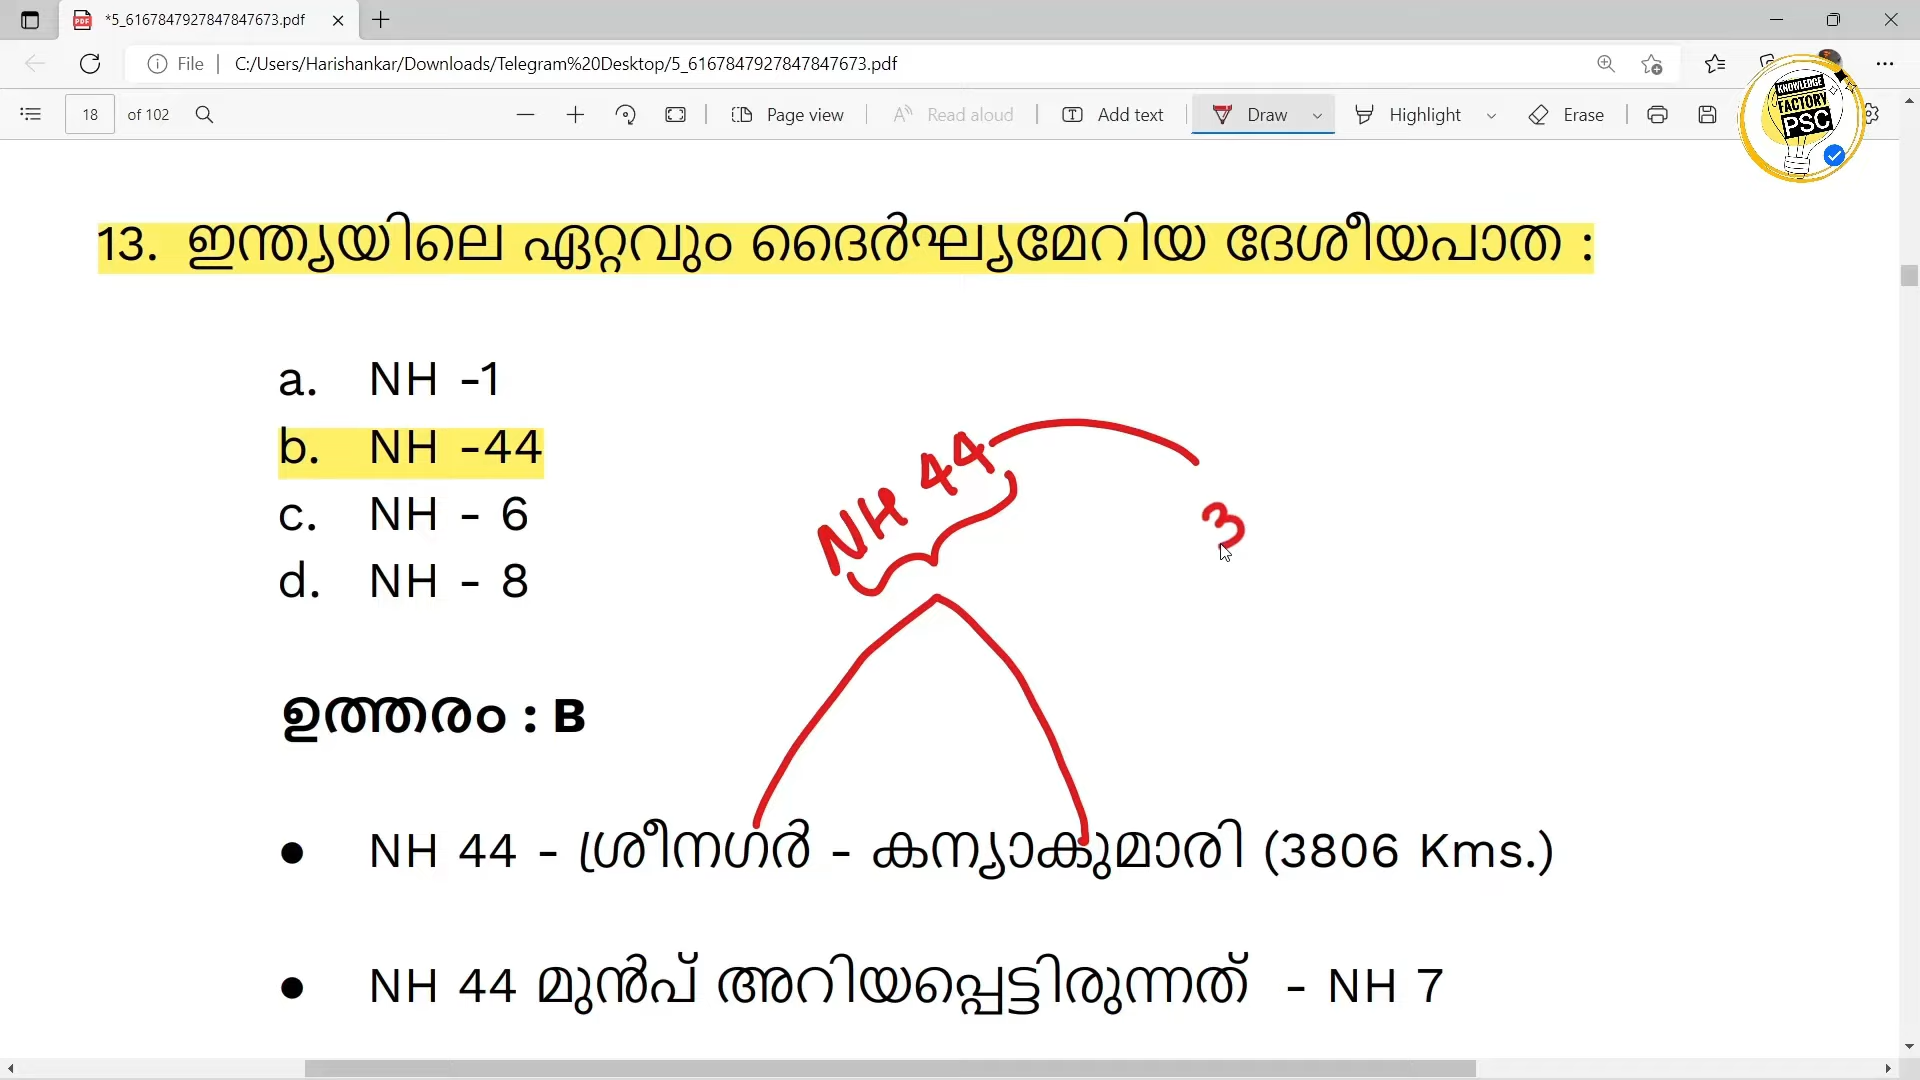 *5_6167847927847847673.pdf
File | C:/Users/Harishankar/Downloads/Telegram%20Desktop/5_6167847927847847673.pdf
18 of 102 Page view Read aloud Add text Draw Highlight Erase
KNOWLEDGE
FACTORY
PSC
13. ഇന്ത്യയിലെ ഏറ്റവും ദൈർഘ്യമേറിയ ദേശീയപാത :
a. NH -1
b. NH -44
c. NH - 6
d. NH - 8
NH 44
3
ഉത്തരം : B
● NH 44 - ശ്രീനഗർ - കന്യാകുമാരി (3806 Kms.)
● NH 44 മുൻപ് അറിയപ്പെട്ടിരുന്നത് - NH 7